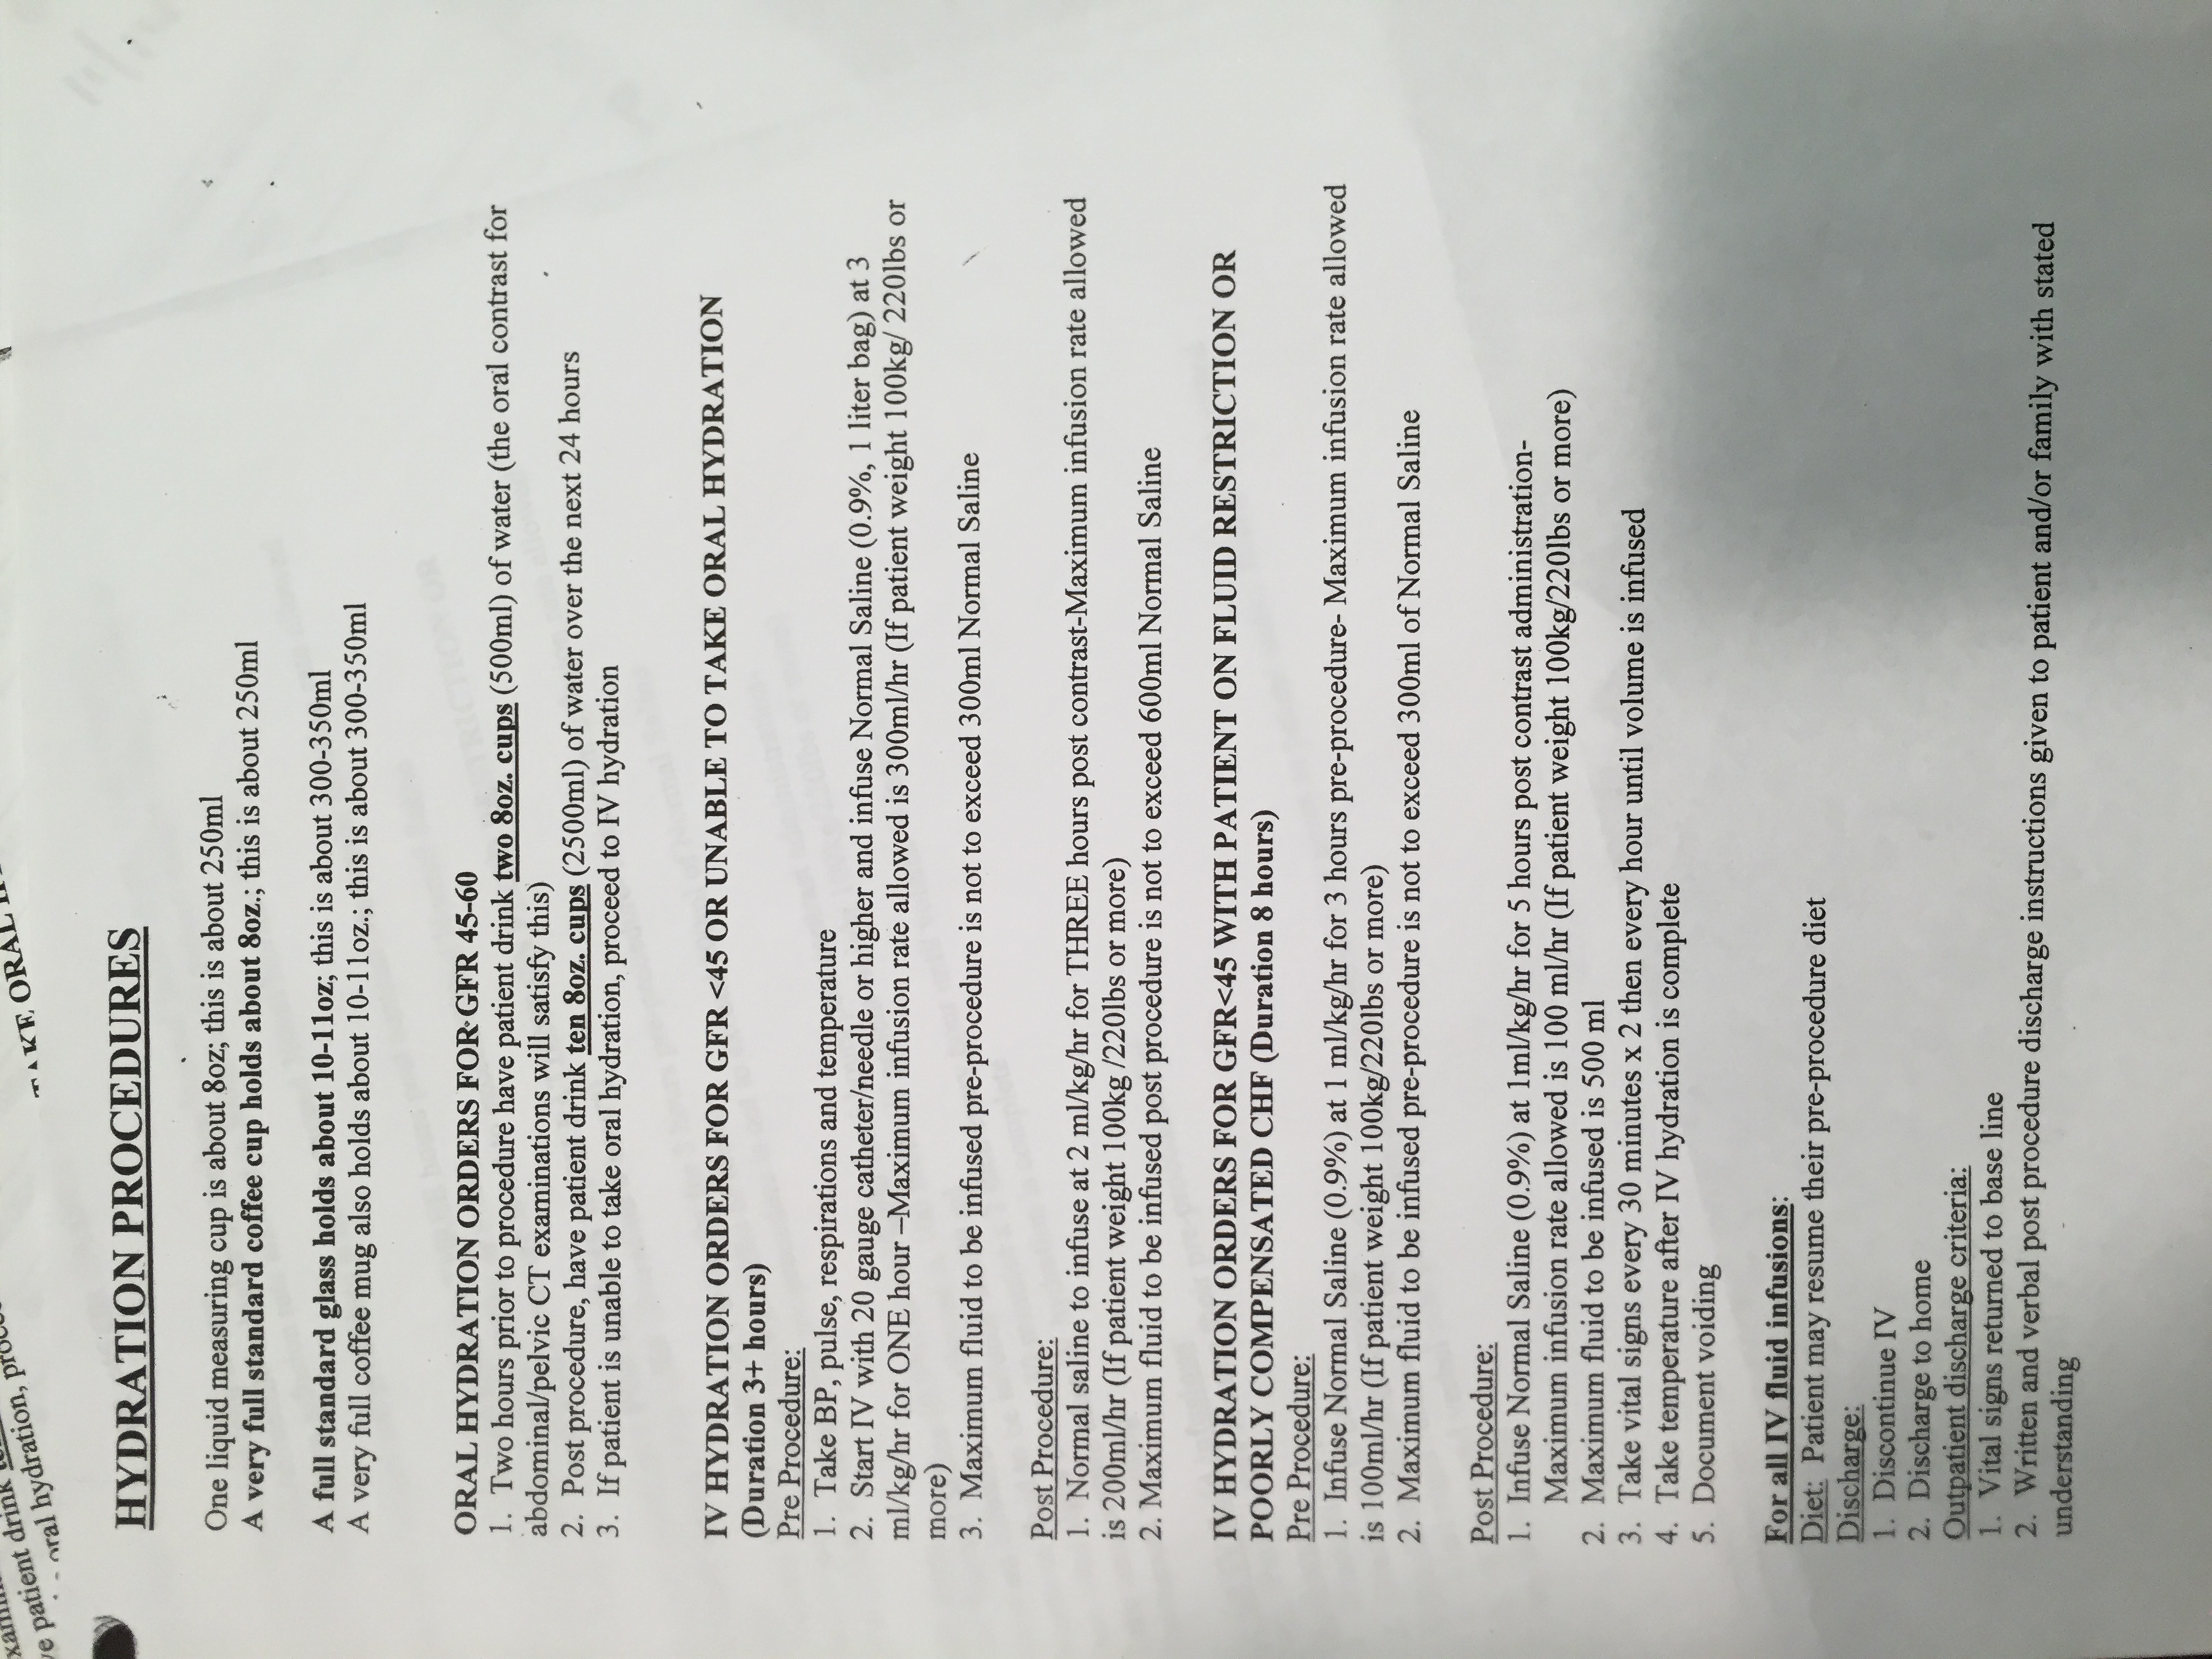 patient drink
oral hydration,
TAKE ORAL
HYDRATION PROCEDURES
One liquid measuring cup is about 8oz; this is about 250ml
A very full standard coffee cup holds about 8oz.; this is about 250ml
A full standard glass holds about 10-11oz; this is about 300-350ml
A very full coffee mug also holds about 10-11oz.; this is about 300-350ml
ORAL HYDRATION ORDERS FOR GFR 45-60
1. Two hours prior to procedure have patient drink two 8oz. cups (500ml) of water (the oral contrast for
abdominal/pelvic CT examinations will satisfy this)
2. Post procedure, have patient drink ten 8oz. cups (2500ml) of water over the next 24 hours
3. If patient is unable to take oral hydration, proceed to IV hydration
IV HYDRATION ORDERS FOR GFR <45 OR UNABLE TO TAKE ORAL HYDRATION
(Duration 3+ hours)
Pre Procedure:
1. Take BP, pulse, respirations and temperature
2. Start IV with 20 gauge catheter/needle or higher and infuse Normal Saline (0.9%, 1 liter bag) at 3
ml/kg/hr for ONE hour –Maximum infusion rate allowed is 300ml/hr (If patient weight 100kg/ 220lbs or
more)
3. Maximum fluid to be infused pre-procedure is not to exceed 300ml Normal Saline
Post Procedure:
1. Normal saline to infuse at 2 ml/kg/hr for THREE hours post contrast-Maximum infusion rate allowed
is 200ml/hr (If patient weight 100kg /220lbs or more)
2. Maximum fluid to be infused post procedure is not to exceed 600ml Normal Saline
IV HYDRATION ORDERS FOR GFR<45 WITH PATIENT ON FLUID RESTRICTION OR
POORLY COMPENSATED CHF (Duration 8 hours)
Pre Procedure:
1. Infuse Normal Saline (0.9%) at 1 ml/kg/hr for 3 hours pre-procedure- Maximum infusion rate allowed
is 100ml/hr (If patient weight 100kg/220lbs or more)
2. Maximum fluid to be infused pre-procedure is not to exceed 300ml of Normal Saline
Post Procedure:
1. Infuse Normal Saline (0.9%) at 1ml/kg/hr for 5 hours post contrast administration-
Maximum infusion rate allowed is 100 ml/hr (If patient weight 100kg/220lbs or more)
2. Maximum fluid to be infused is 500 ml
3. Take vital signs every 30 minutes x 2 then every hour until volume is infused
4. Take temperature after IV hydration is complete
5. Document voiding
For all IV fluid infusions:
Diet: Patient may resume their pre-procedure diet
Discharge:
1. Discontinue IV
2. Discharge to home
Outpatient discharge criteria:
1. Vital signs returned to base line
2. Written and verbal post procedure discharge instructions given to patient and/or family with stated
understanding